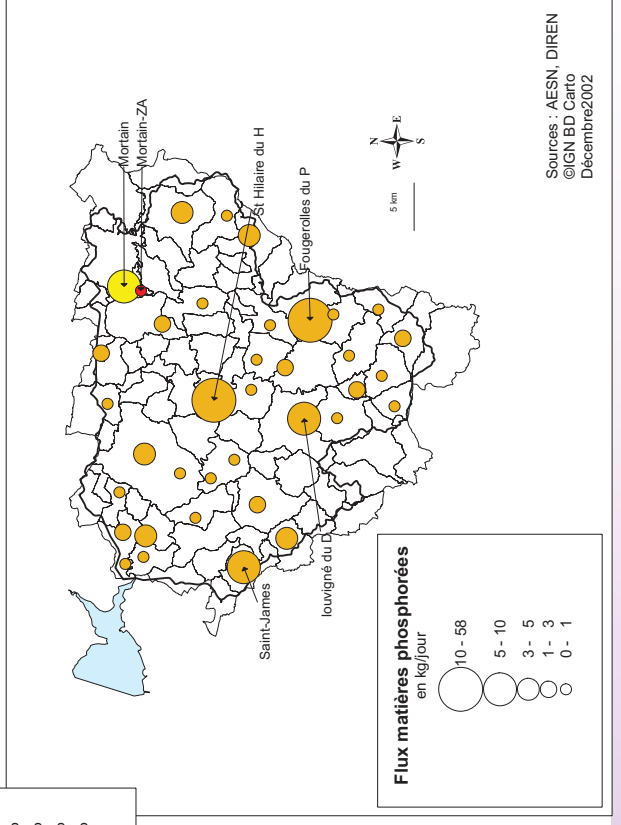 Mortain
Mortain-ZA
St Hilaire du H
Fougerolles du P
Saint-James
louvigné du D
N
W E
S
5 km
Flux matières phosphorées
en kg/jour
10 - 58
5 - 10
3 - 5
1 - 3
0 - 1
Sources : AESN, DIREN
©IGN BD Carto
Décembre2002